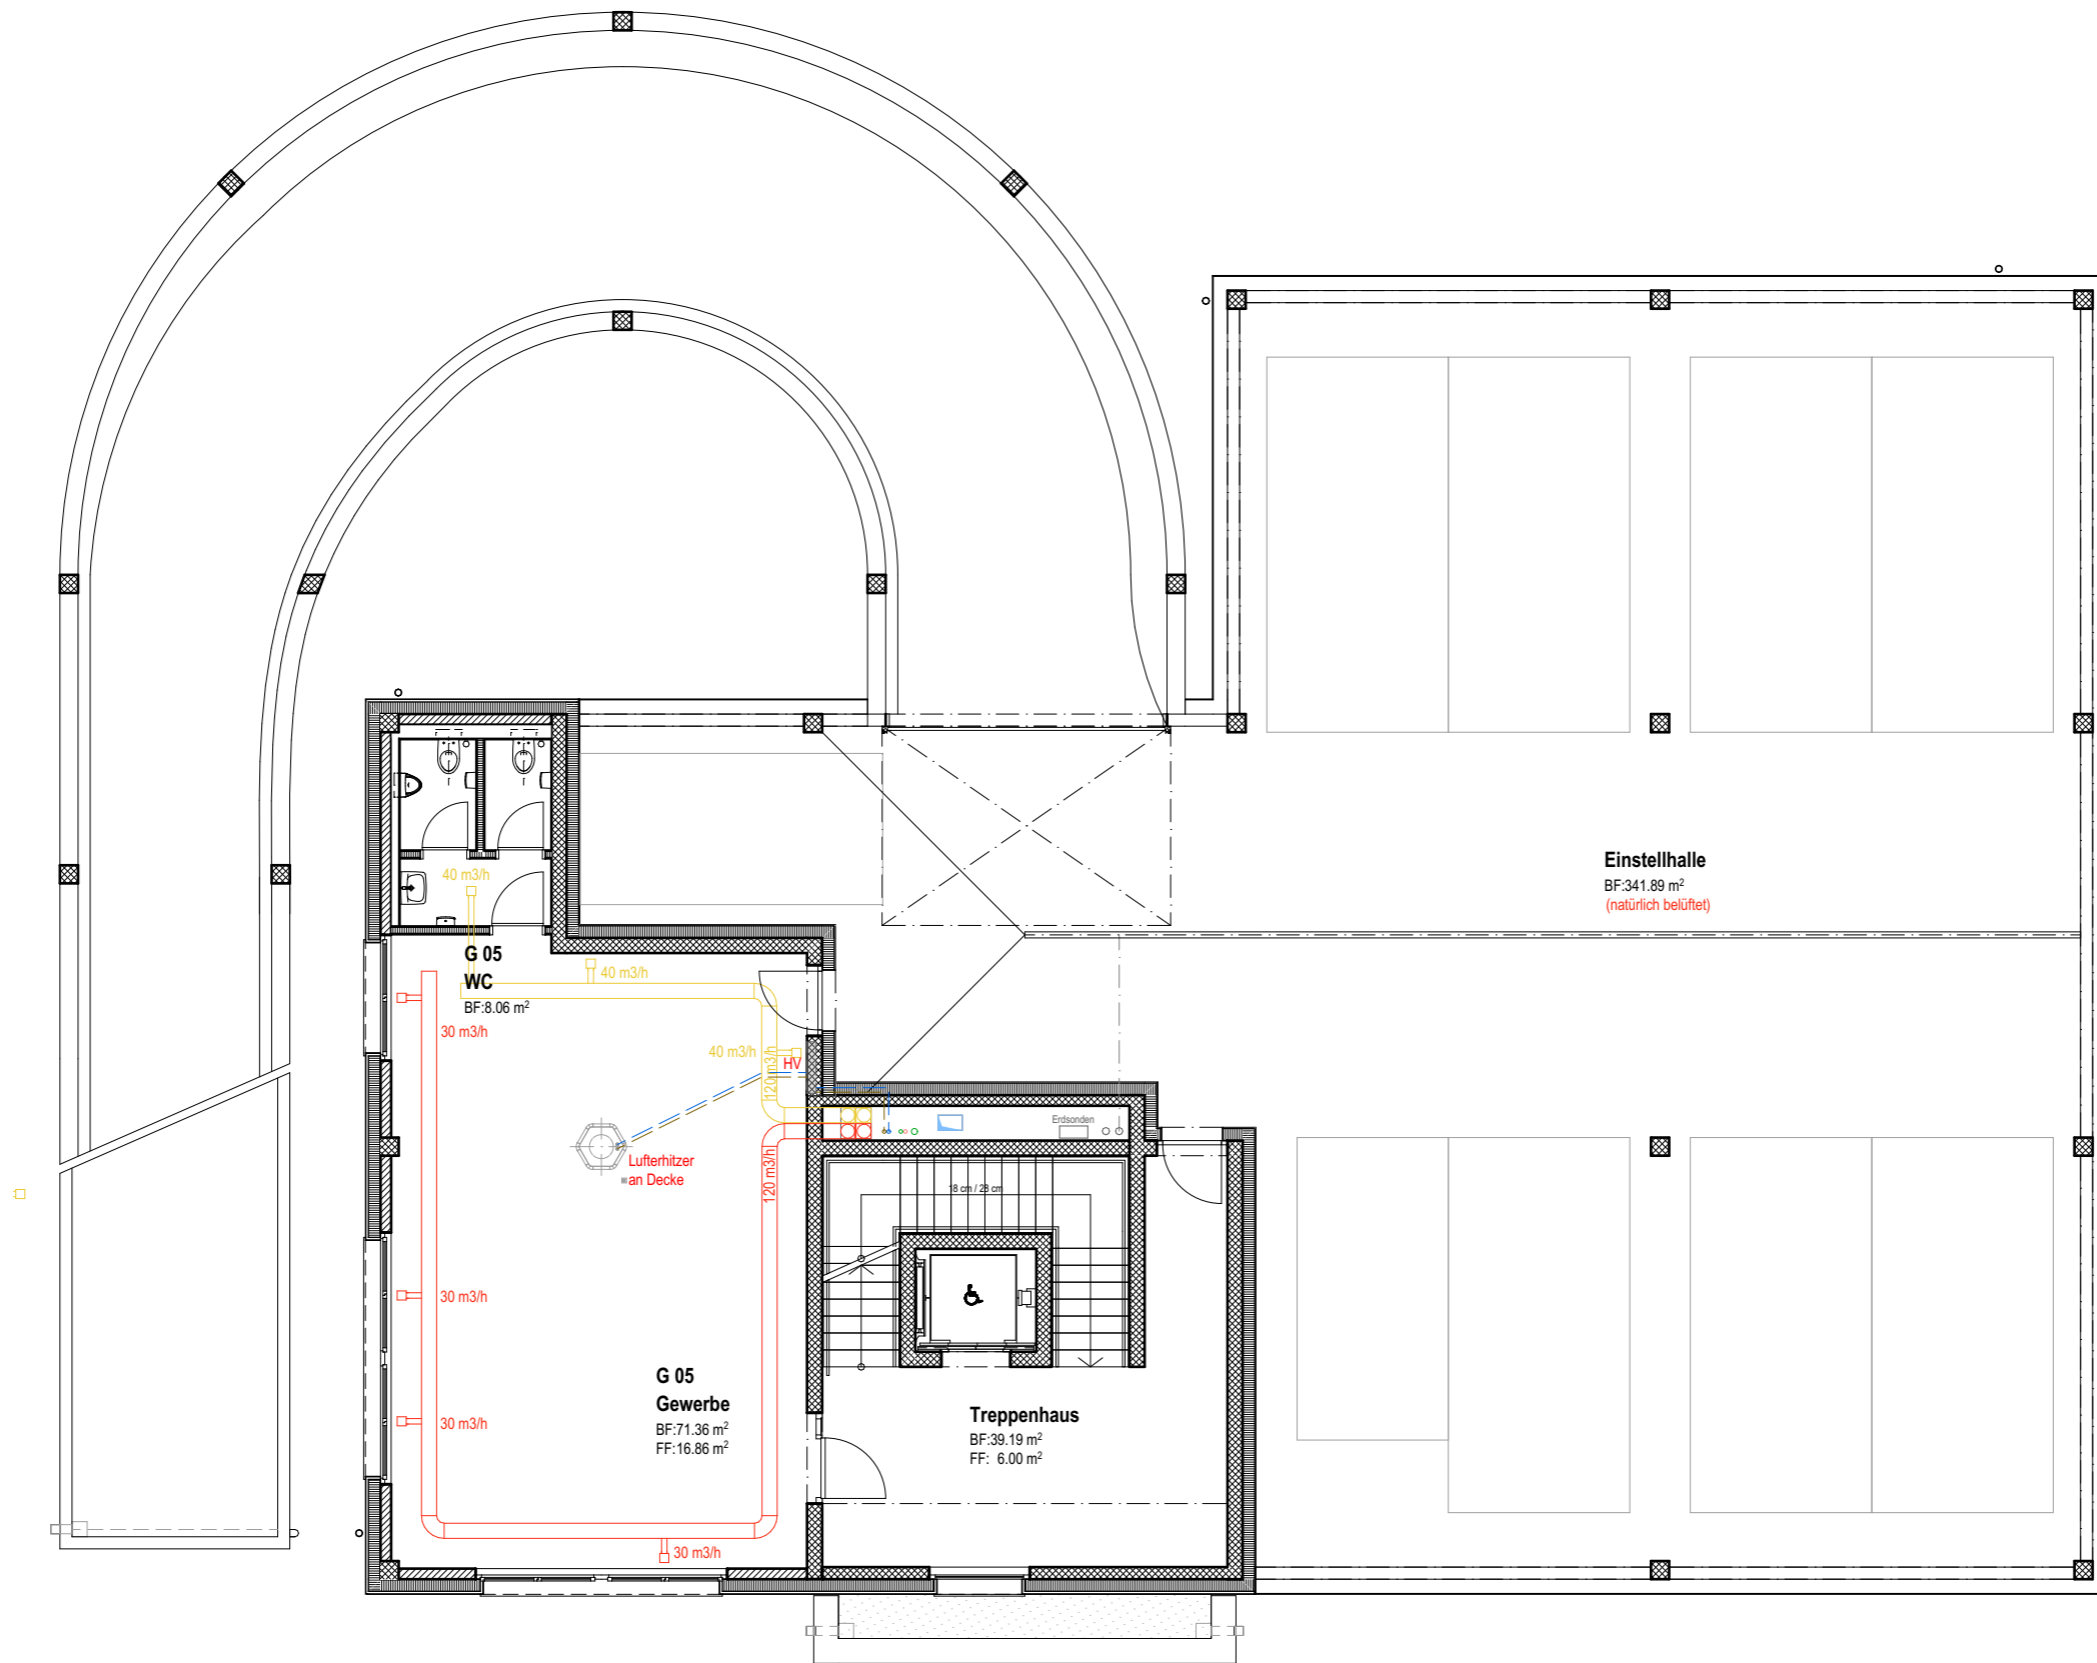 Einstellhalle
BF:341.89 m²
(natürlich belüftet)
40 m3/h
G 05
WC
BF:8.06 m²
40 m3/h
30 m3/h
40 m3/h
120 m3/h
HV
Erdsonden
Lufterhitzer
an Decke
120 m3/h
18 cm / 28 cm
30 m3/h
G 05
Gewerbe
BF:71.36 m²
FF:16.86 m²
30 m3/h
Treppenhaus
BF:39.19 m²
FF: 6.00 m²
30 m3/h